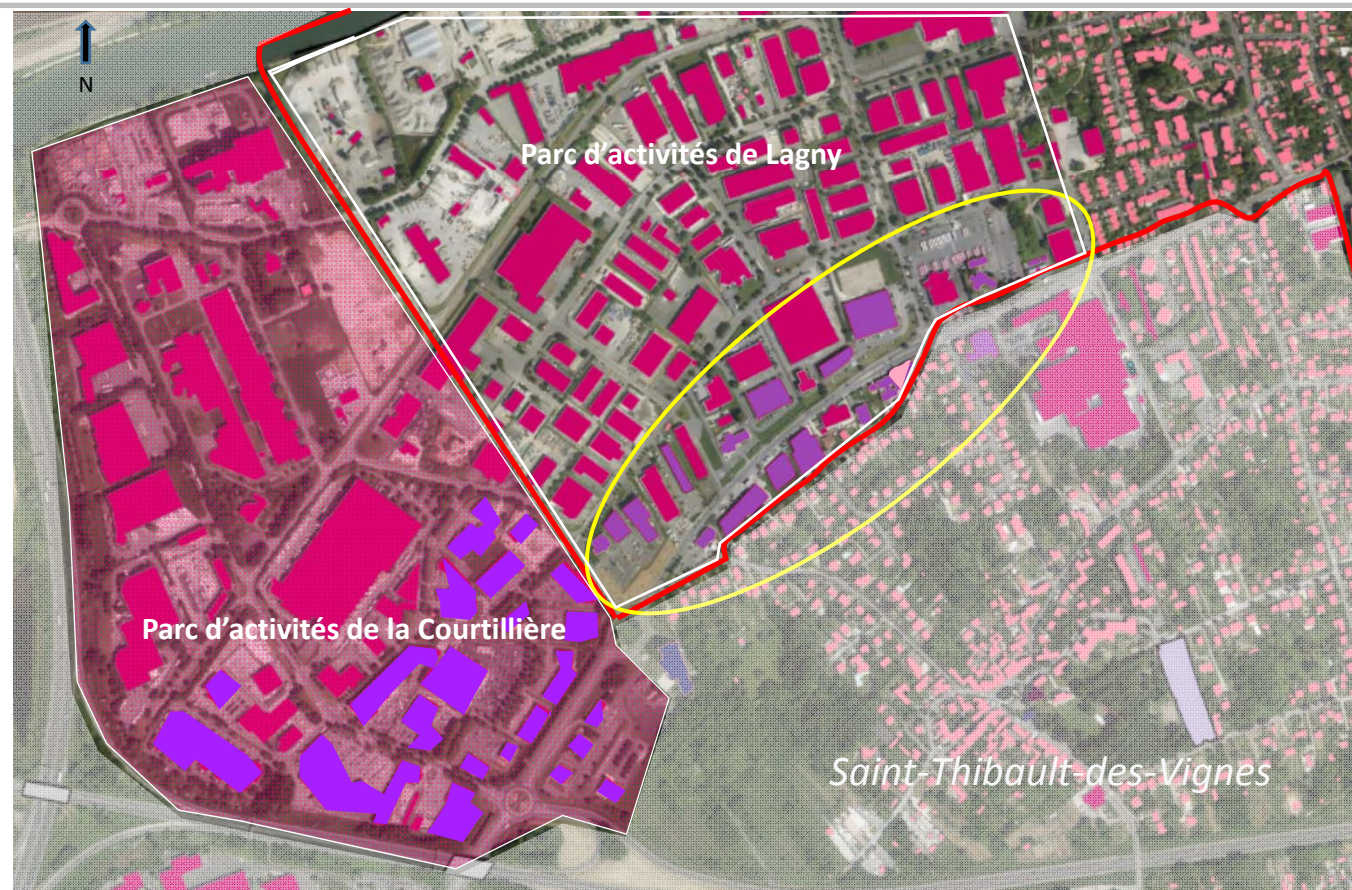 N
Parc d'activités de Lagny
Parc d'activités de la Courtillière
Saint-Thibault-des-Vignes